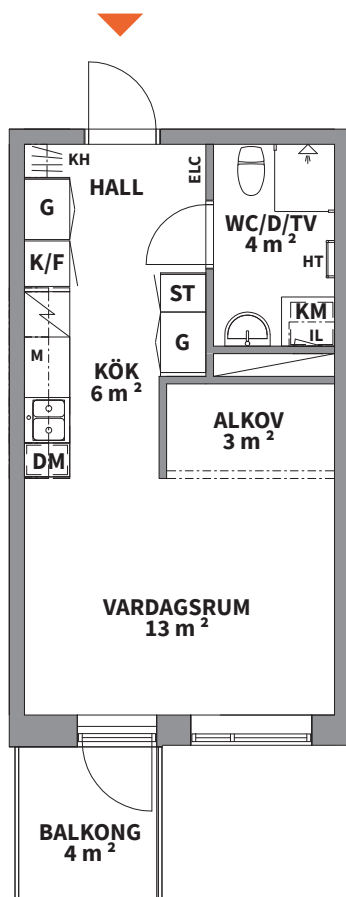 KH
ELC
HALL
G
WC/D/TV
4 m²
K/F
HT
ST
KM
IL
M
G
KÖK
6 m²
ALKOV
3 m²
DM
VARDAGSRUM
13 m²
BALKONG
4 m²